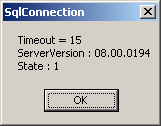 SqlConnection
Timeout = 15
ServerVersion : 08.00.0194
State : 1
OK